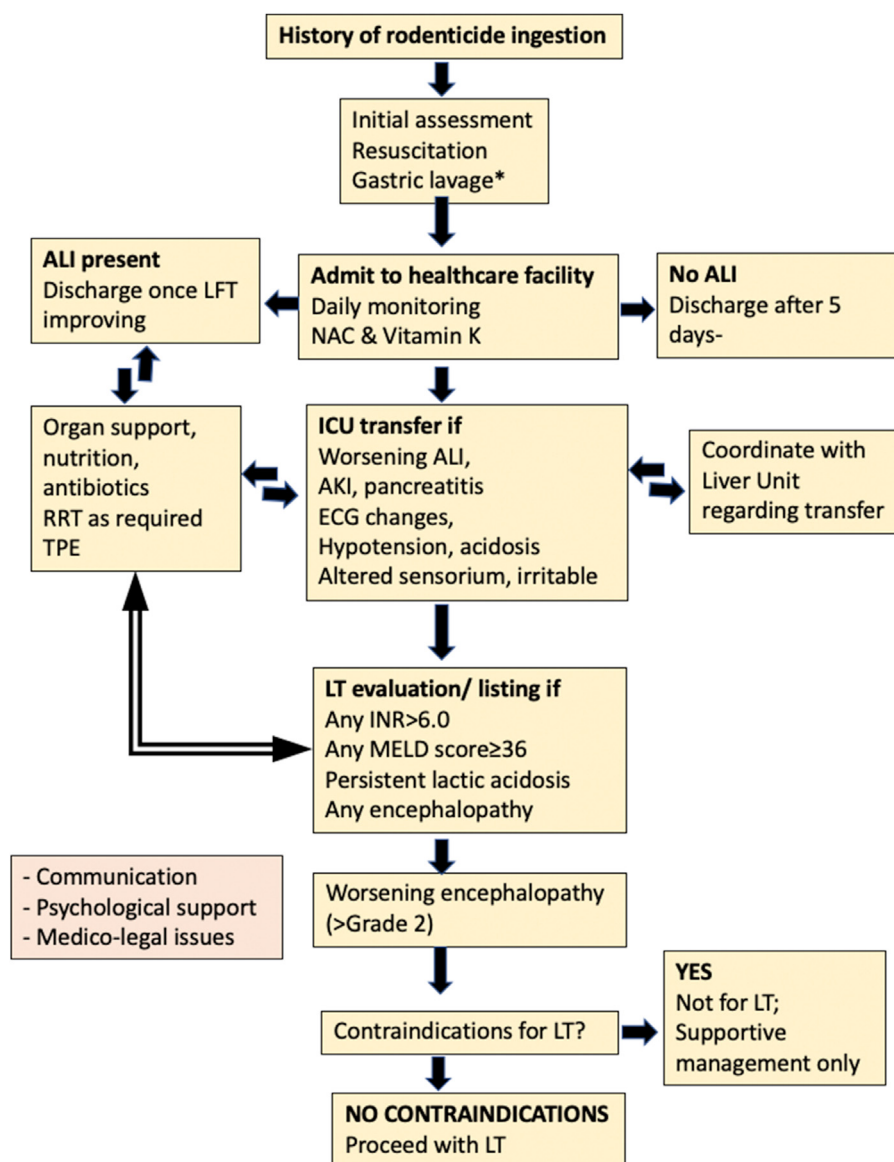 History of rodenticide ingestion
Initial assessment
Resuscitation
Gastric lavage*
ALI present
Discharge once LFT
improving
Admit to healthcare facility
Daily monitoring
NAC & Vitamin K
No ALI
Discharge after 5
days-
Organ support,
nutrition,
antibiotics
RRT as required
TPE
ICU transfer if
Worsening ALI,
AKI, pancreatitis
ECG changes,
Hypotension, acidosis
Altered sensorium, irritable
Coordinate with
Liver Unit
regarding transfer
LT evaluation/ listing if
Any INR>6.0
Any MELD score≥36
Persistent lactic acidosis
Any encephalopathy
- Communication
- Psychological support
- Medico-legal issues
Worsening encephalopathy
(>Grade 2)
Contraindications for LT?
YES
Not for LT;
Supportive
management only
NO CONTRAINDICATIONS
Proceed with LT